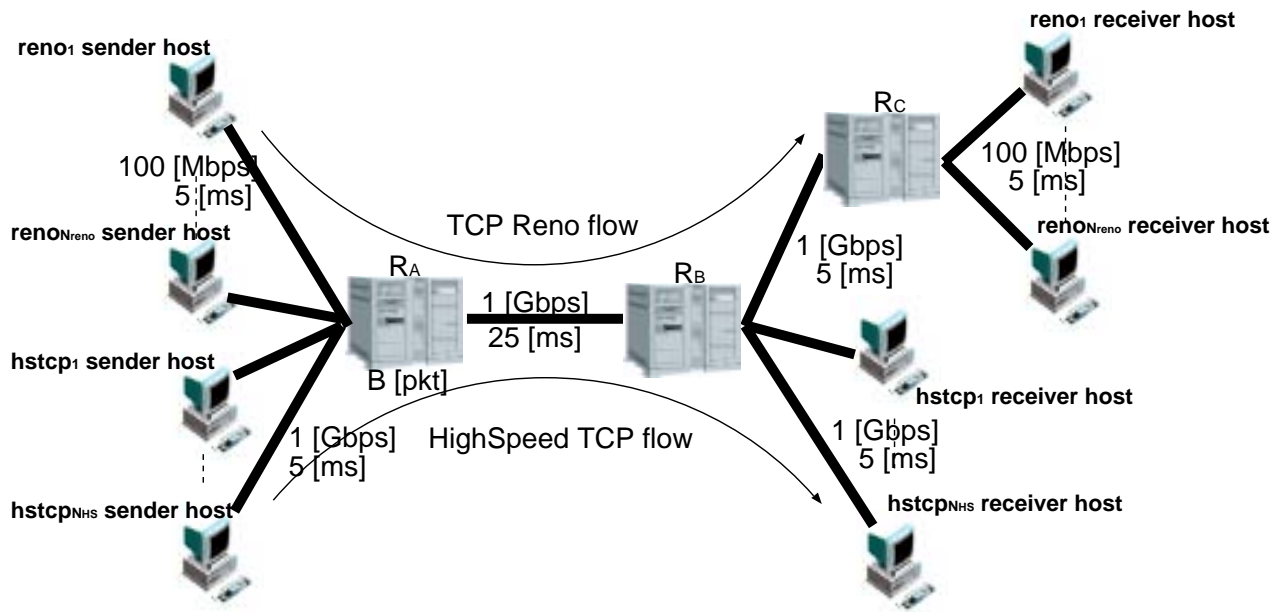 reno1 sender host
reno1 receiver host
RC
100 [Mbps]
5 [ms]
100 [Mbps]
5 [ms]
renoNreno sender host
TCP Reno flow
renoNreno receiver host
1 [Gbps]
5 [ms]
RA
RB
1 [Gbps]
25 [ms]
hstcp1 sender host
B [pkt]
hstcp1 receiver host
1 [Gbps]
5 [ms]
HighSpeed TCP flow
1 [Gbps]
5 [ms]
hstcpNHS sender host
hstcpNHS receiver host